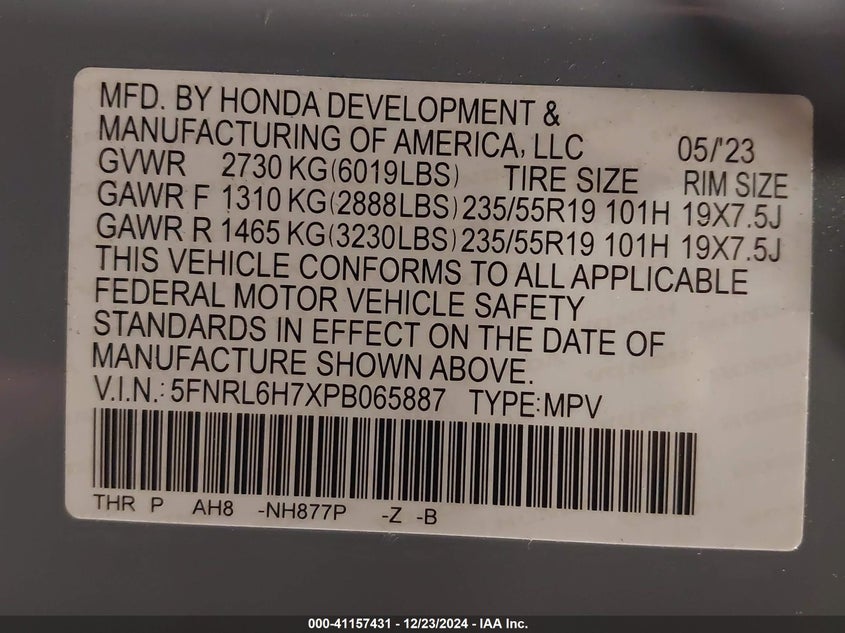 MFD. BY HONDA DEVELOPMENT &
MANUFACTURING OF AMERICA, LLC 05/'23
GVWR 2730 KG(6019LBS) TIRE SIZE RIM SIZE
GAWR F 1310 KG(2888LBS) 235/55R19 101H 19X7.5J
GAWR R 1465 KG(3230LBS) 235/55R19 101H 19X7.5J
THIS VEHICLE CONFORMS TO ALL APPLICABLE
FEDERAL MOTOR VEHICLE SAFETY
STANDARDS IN EFFECT ON THE DATE OF
MANUFACTURE SHOWN ABOVE.
V.I.N.: 5FNRL6H7XPB065887 TYPE:MPV
THR P AH8 -NH877P -Z -B
000-41157431 - 12/23/2024 - IAA Inc.